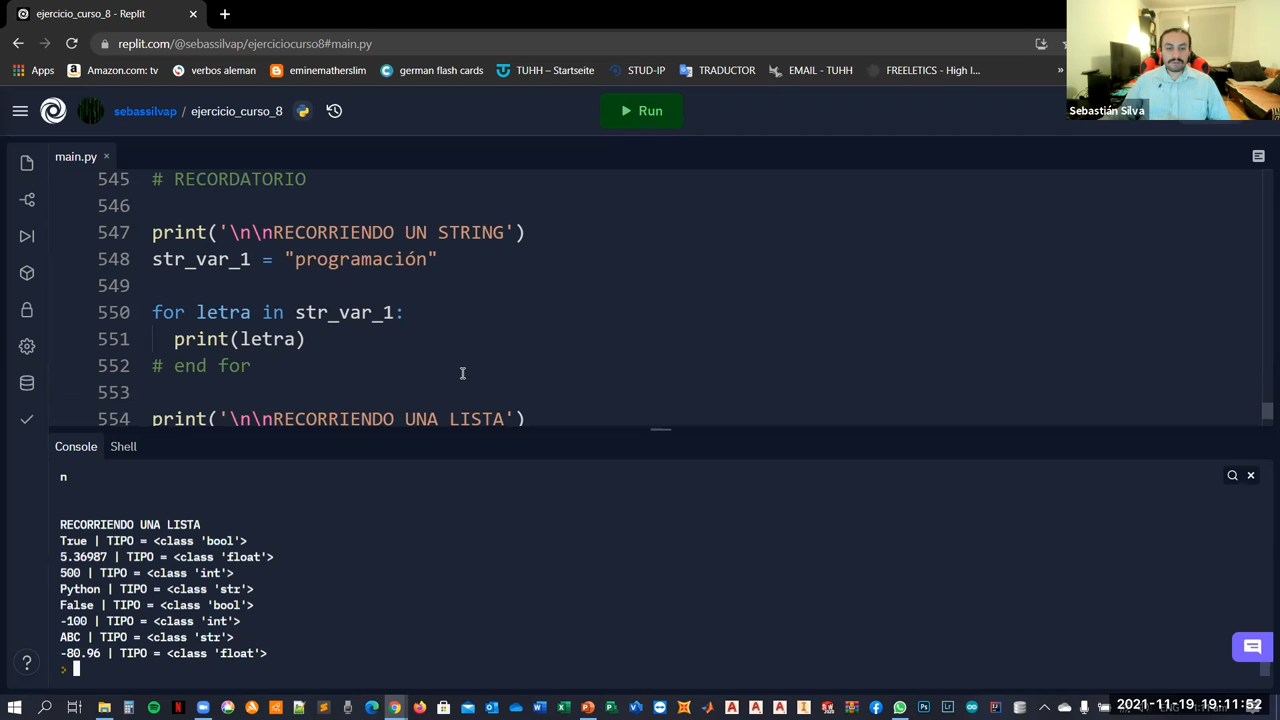 ejercicio_curso_8 - Replit
replit.com/@sebassilvap/ejerciciocurso8#main.py
Apps
Amazon.com: tv
verbos aleman
eminematherslim
german flash cards
TUHH – Startseite
STUD-IP
TRADUCTOR
EMAIL - TUHH
FREELETICS - High I...
»
Sebastián Silva
sebassilvap / ejercicio_curso_8
Run
main.py
545 # RECORDATORIO
546
547 print('\n\nRECORRIENDO UN STRING')
548 str_var_1 = "programación"
549
550 for letra in str_var_1:
551 print(letra)
552 # end for
553
554 print('\n\nRECORRIENDO UNA LISTA')
Console Shell
n
RECORRIENDO UNA LISTA
True | TIPO = <class 'bool'>
5.36987 | TIPO = <class 'float'>
500 | TIPO = <class 'int'>
Python | TIPO = <class 'str'>
False | TIPO = <class 'bool'>
-100 | TIPO = <class 'int'>
ABC | TIPO = <class 'str'>
-80.96 | TIPO = <class 'float'>
>
2021-11-19 19:11:52